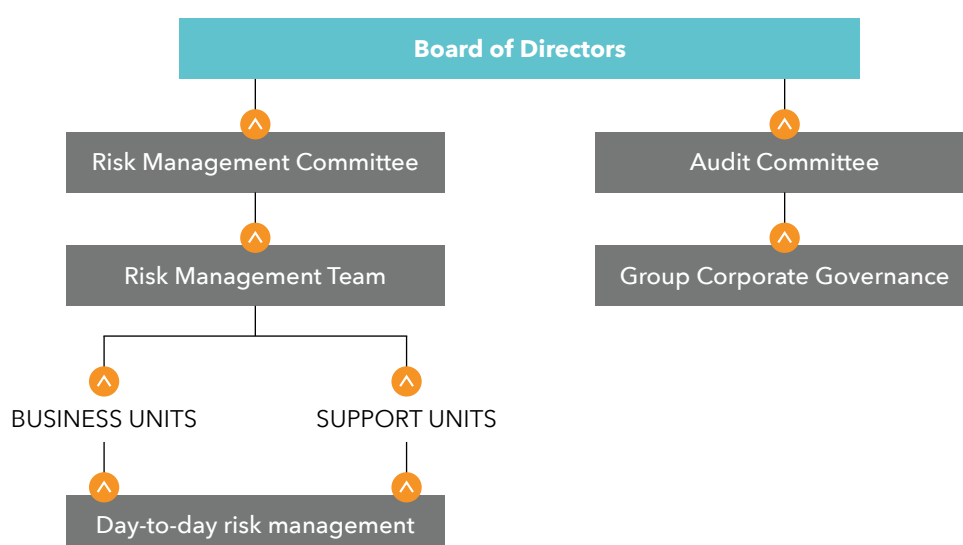 Board of Directors
Risk Management Committee
Audit Committee
Risk Management Team
Group Corporate Governance
BUSINESS UNITS
SUPPORT UNITS
Day-to-day risk management